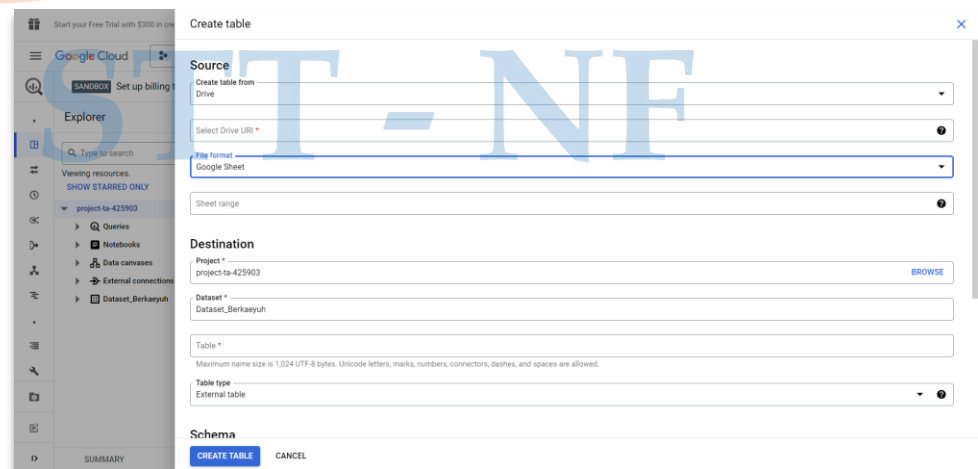 Start your Free Trial with $300 in cre
Create table
Google Cloud
SANDBOX Set up billing t
Explorer
Type to search
Viewing resources.
SHOW STARRED ONLY
project-ta-425903
Queries
Notebooks
Data canvases
External connections
Dataset_Berkaeyuh
SUMMARY
STT - NF
Source
Create table from
Drive
Select Drive URI *
File format
Google Sheet
Sheet range
Destination
Project *
project-ta-425903
BROWSE
Dataset *
Dataset_Berkaeyuh
Table *
Maximum name size is 1,024 UTF-8 bytes. Unicode letters, marks, numbers, connectors, dashes, and spaces are allowed.
Table type
External table
Schema
CREATE TABLE CANCEL